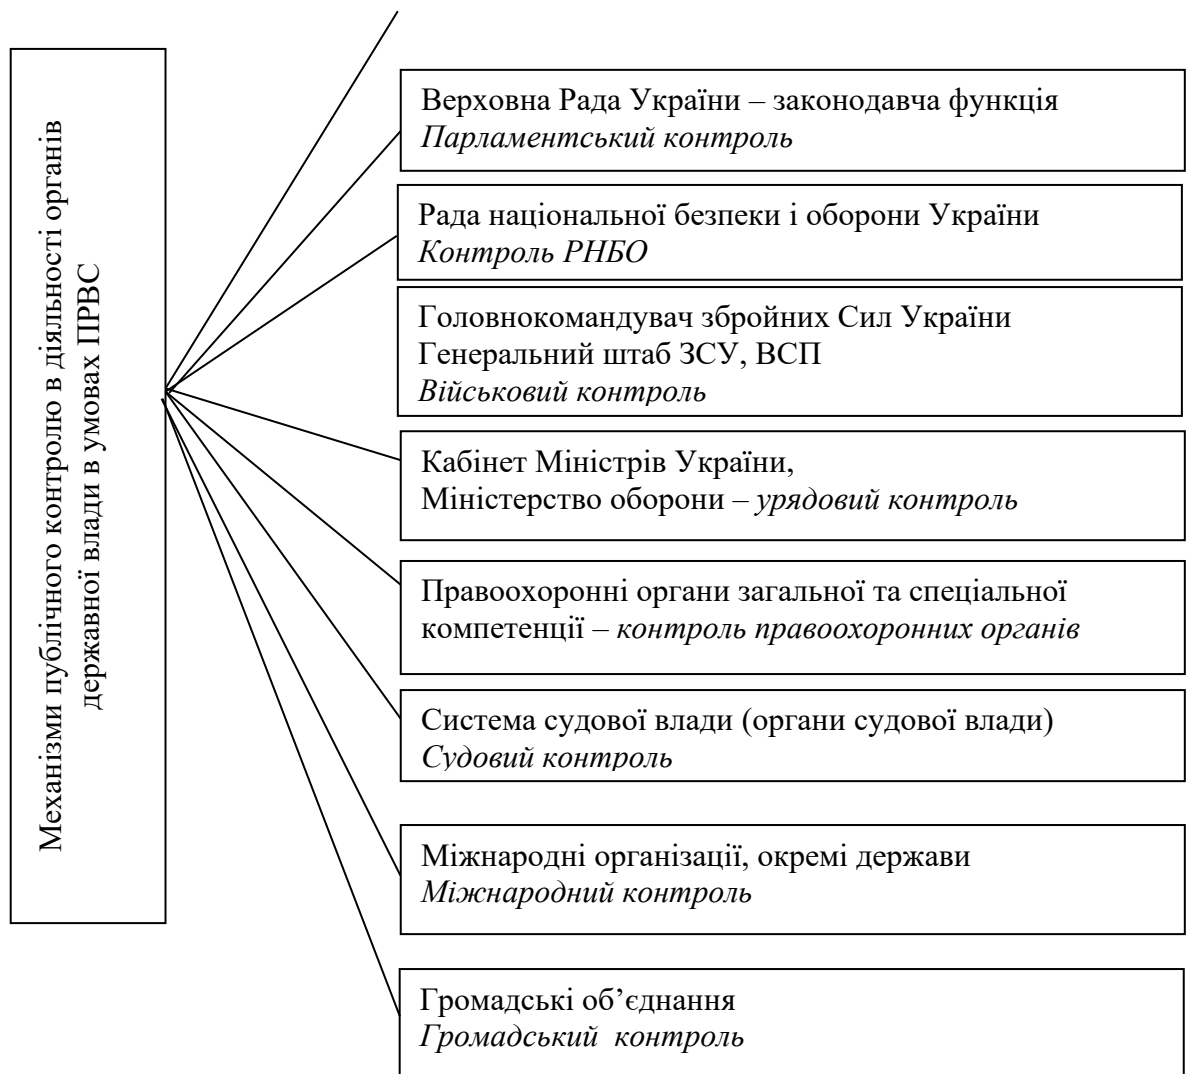 Механізми публічного контролю в діяльності органів
державної влади в умовах ПРВС
Верховна Рада України – законодавча функція
Парламентський контроль
Рада національної безпеки і оборони України
Контроль РНБО
Головнокомандувач збройних Сил України
Генеральний штаб ЗСУ, ВСП
Військовий контроль
Кабінет Міністрів України,
Міністерство оборони – урядовий контроль
Правоохоронні органи загальної та спеціальної
компетенції – контроль правоохоронних органів
Система судової влади (органи судової влади)
Судовий контроль
Міжнародні організації, окремі держави
Міжнародний контроль
Громадські об’єднання
Громадський контроль